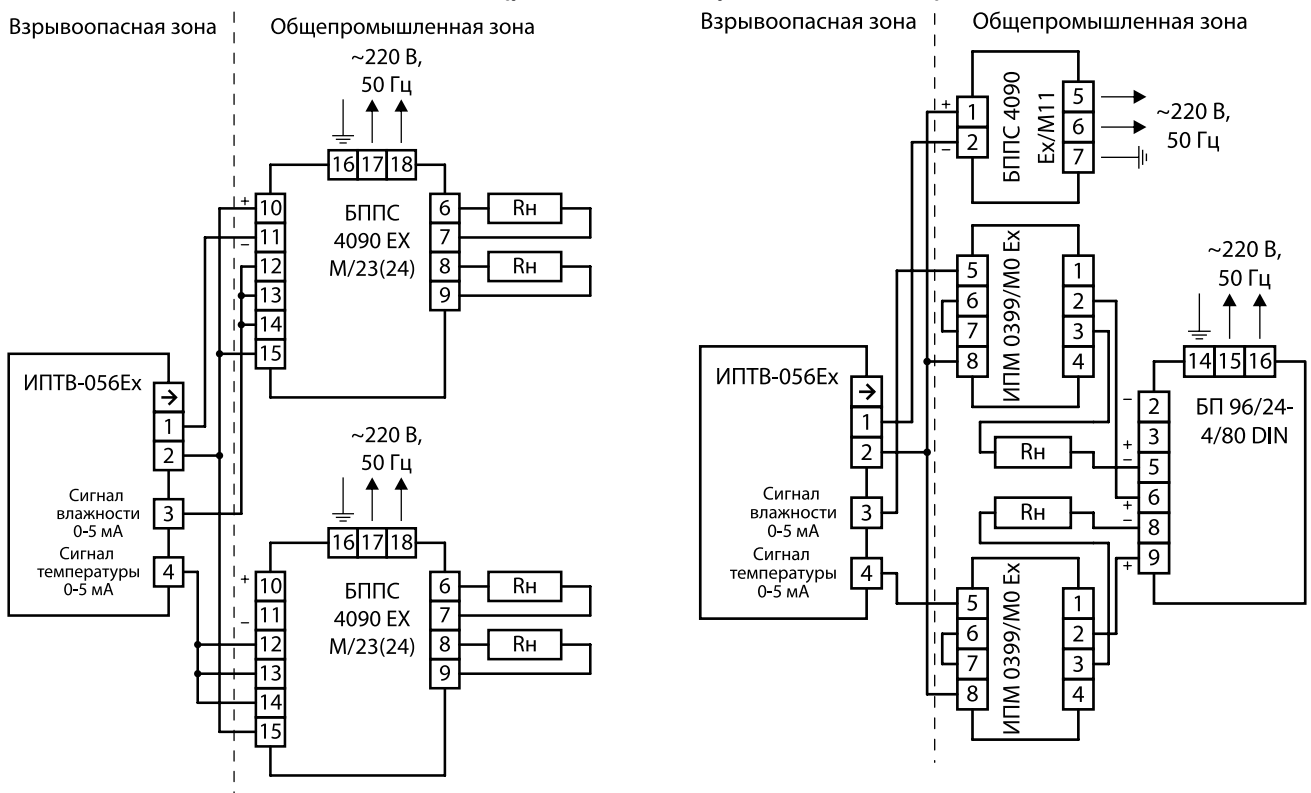 Взрывоопасная зона
Общепромышленная зона
~220 В,
50 Гц
16 17 18
+ 10
− 11
12
13
14
15
БППС
4090 EX
М/23(24)
6
7
8
9
Rн
Rн
ИПТВ-056Ex
→
1
2
Сигнал
влажности
0-5 мА
3
Сигнал
температуры
0-5 мА
4
~220 В,
50 Гц
16 17 18
+ 10
− 11
12
13
14
15
БППС
4090 EX
М/23(24)
6
7
8
9
Rн
Rн
Взрывоопасная зона
Общепромышленная зона
+ 1
− 2
БППС 4090
Ex/М11
5
6
7
~220 В,
50 Гц
5
6
7
8
ИПМ 0399/М0 Ex
1
2
3
4
~220 В,
50 Гц
14 15 16
ИПТВ-056Ex
→
1
2
Сигнал
влажности
0-5 мА
3
Сигнал
температуры
0-5 мА
4
Rн
Rн
− 2
3
+
− 5
6
+
− 8
9
+
БП 96/24-
4/80 DIN
5
6
7
8
ИПМ 0399/М0 Ex
1
2
3
4